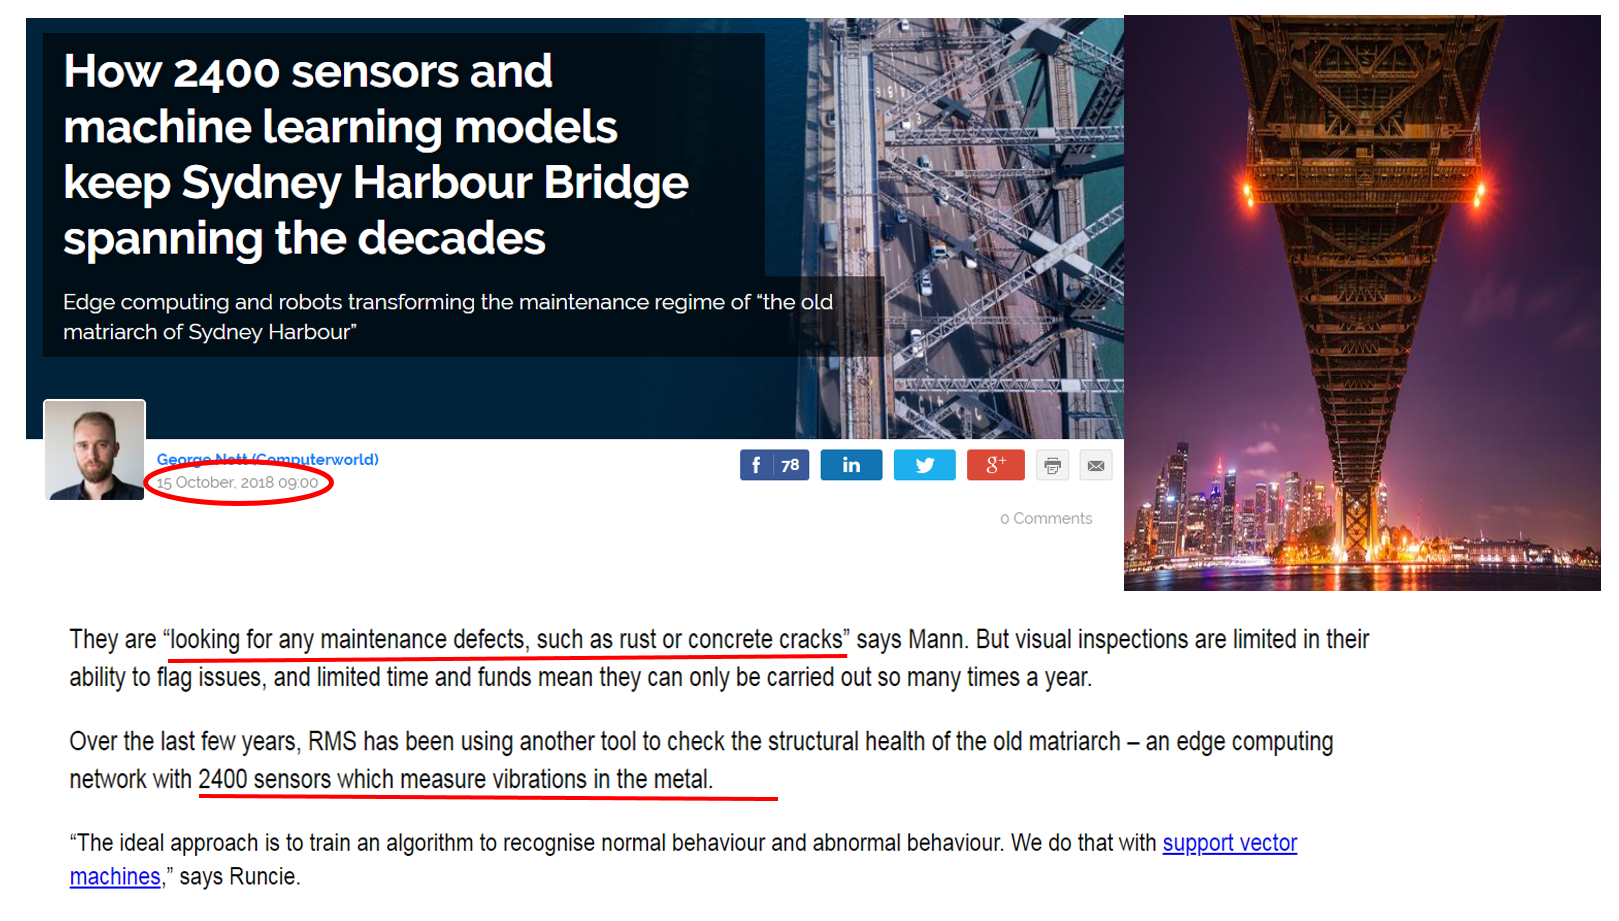 How 2400 sensors and
machine learning models
keep Sydney Harbour Bridge
spanning the decades
Edge computing and robots transforming the maintenance regime of “the old
matriarch of Sydney Harbour”
George Nott (Computerworld)
15 October, 2018 09:00
f 78 in g+
0 Comments
They are “looking for any maintenance defects, such as rust or concrete cracks” says Mann. But visual inspections are limited in their
ability to flag issues, and limited time and funds mean they can only be carried out so many times a year.
Over the last few years, RMS has been using another tool to check the structural health of the old matriarch – an edge computing
network with 2400 sensors which measure vibrations in the metal.
“The ideal approach is to train an algorithm to recognise normal behaviour and abnormal behaviour. We do that with support vector
machines,” says Runcie.